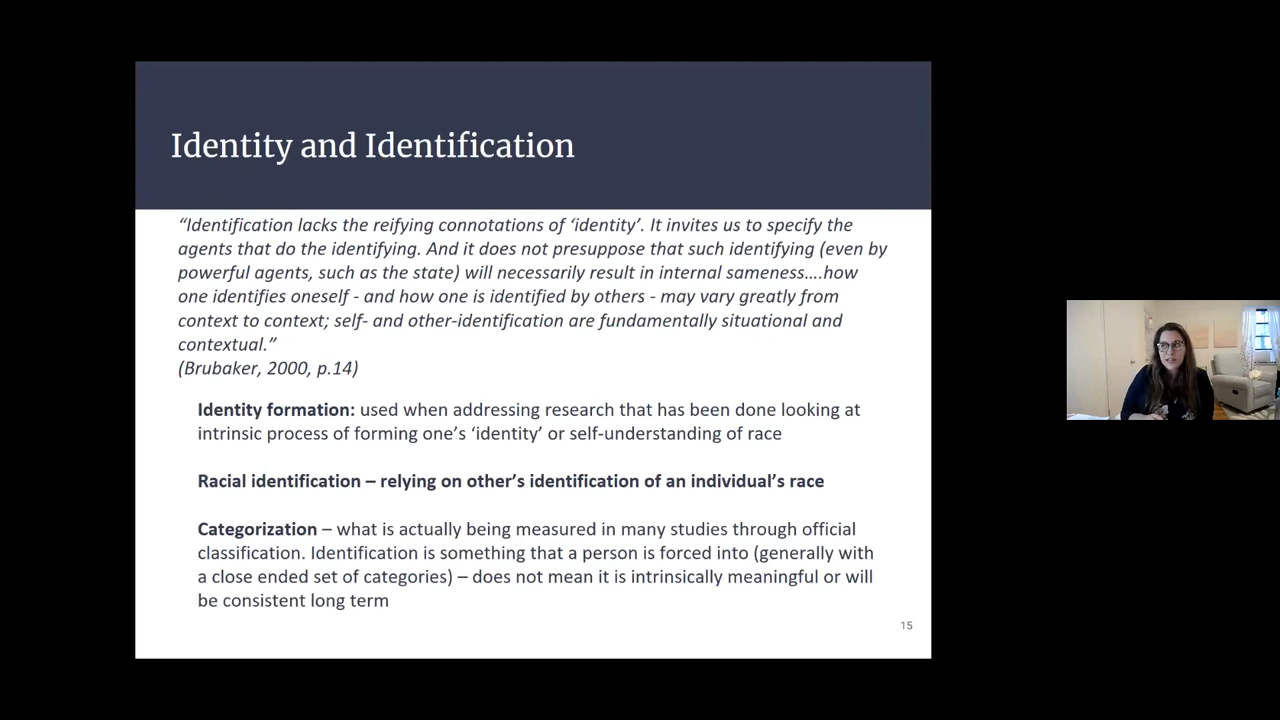 Identity and Identification
“Identification lacks the reifying connotations of ‘identity’. It invites us to specify the
agents that do the identifying. And it does not presuppose that such identifying (even by
powerful agents, such as the state) will necessarily result in internal sameness….how
one identifies oneself - and how one is identified by others - may vary greatly from
context to context; self- and other-identification are fundamentally situational and
contextual.”
(Brubaker, 2000, p.14)
Identity formation: used when addressing research that has been done looking at
intrinsic process of forming one’s ‘identity’ or self-understanding of race
Racial identification – relying on other’s identification of an individual’s race
Categorization – what is actually being measured in many studies through official
classification. Identification is something that a person is forced into (generally with
a close ended set of categories) – does not mean it is intrinsically meaningful or will
be consistent long term
15